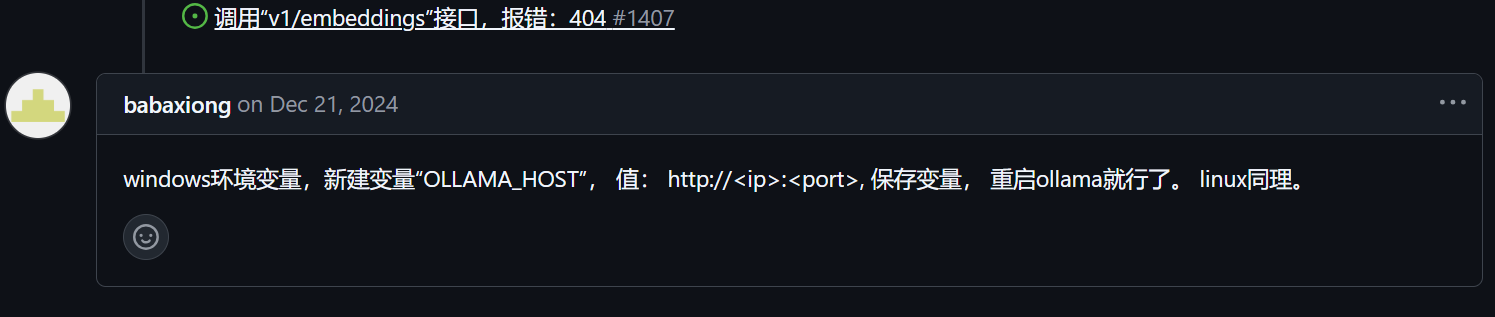 调用“v1/embeddings”接口，报错：404 #1407
babaxiong on Dec 21, 2024
windows环境变量，新建变量“OLLAMA_HOST”， 值： http://<ip>:<port>, 保存变量， 重启ollama就行了。 linux同理。